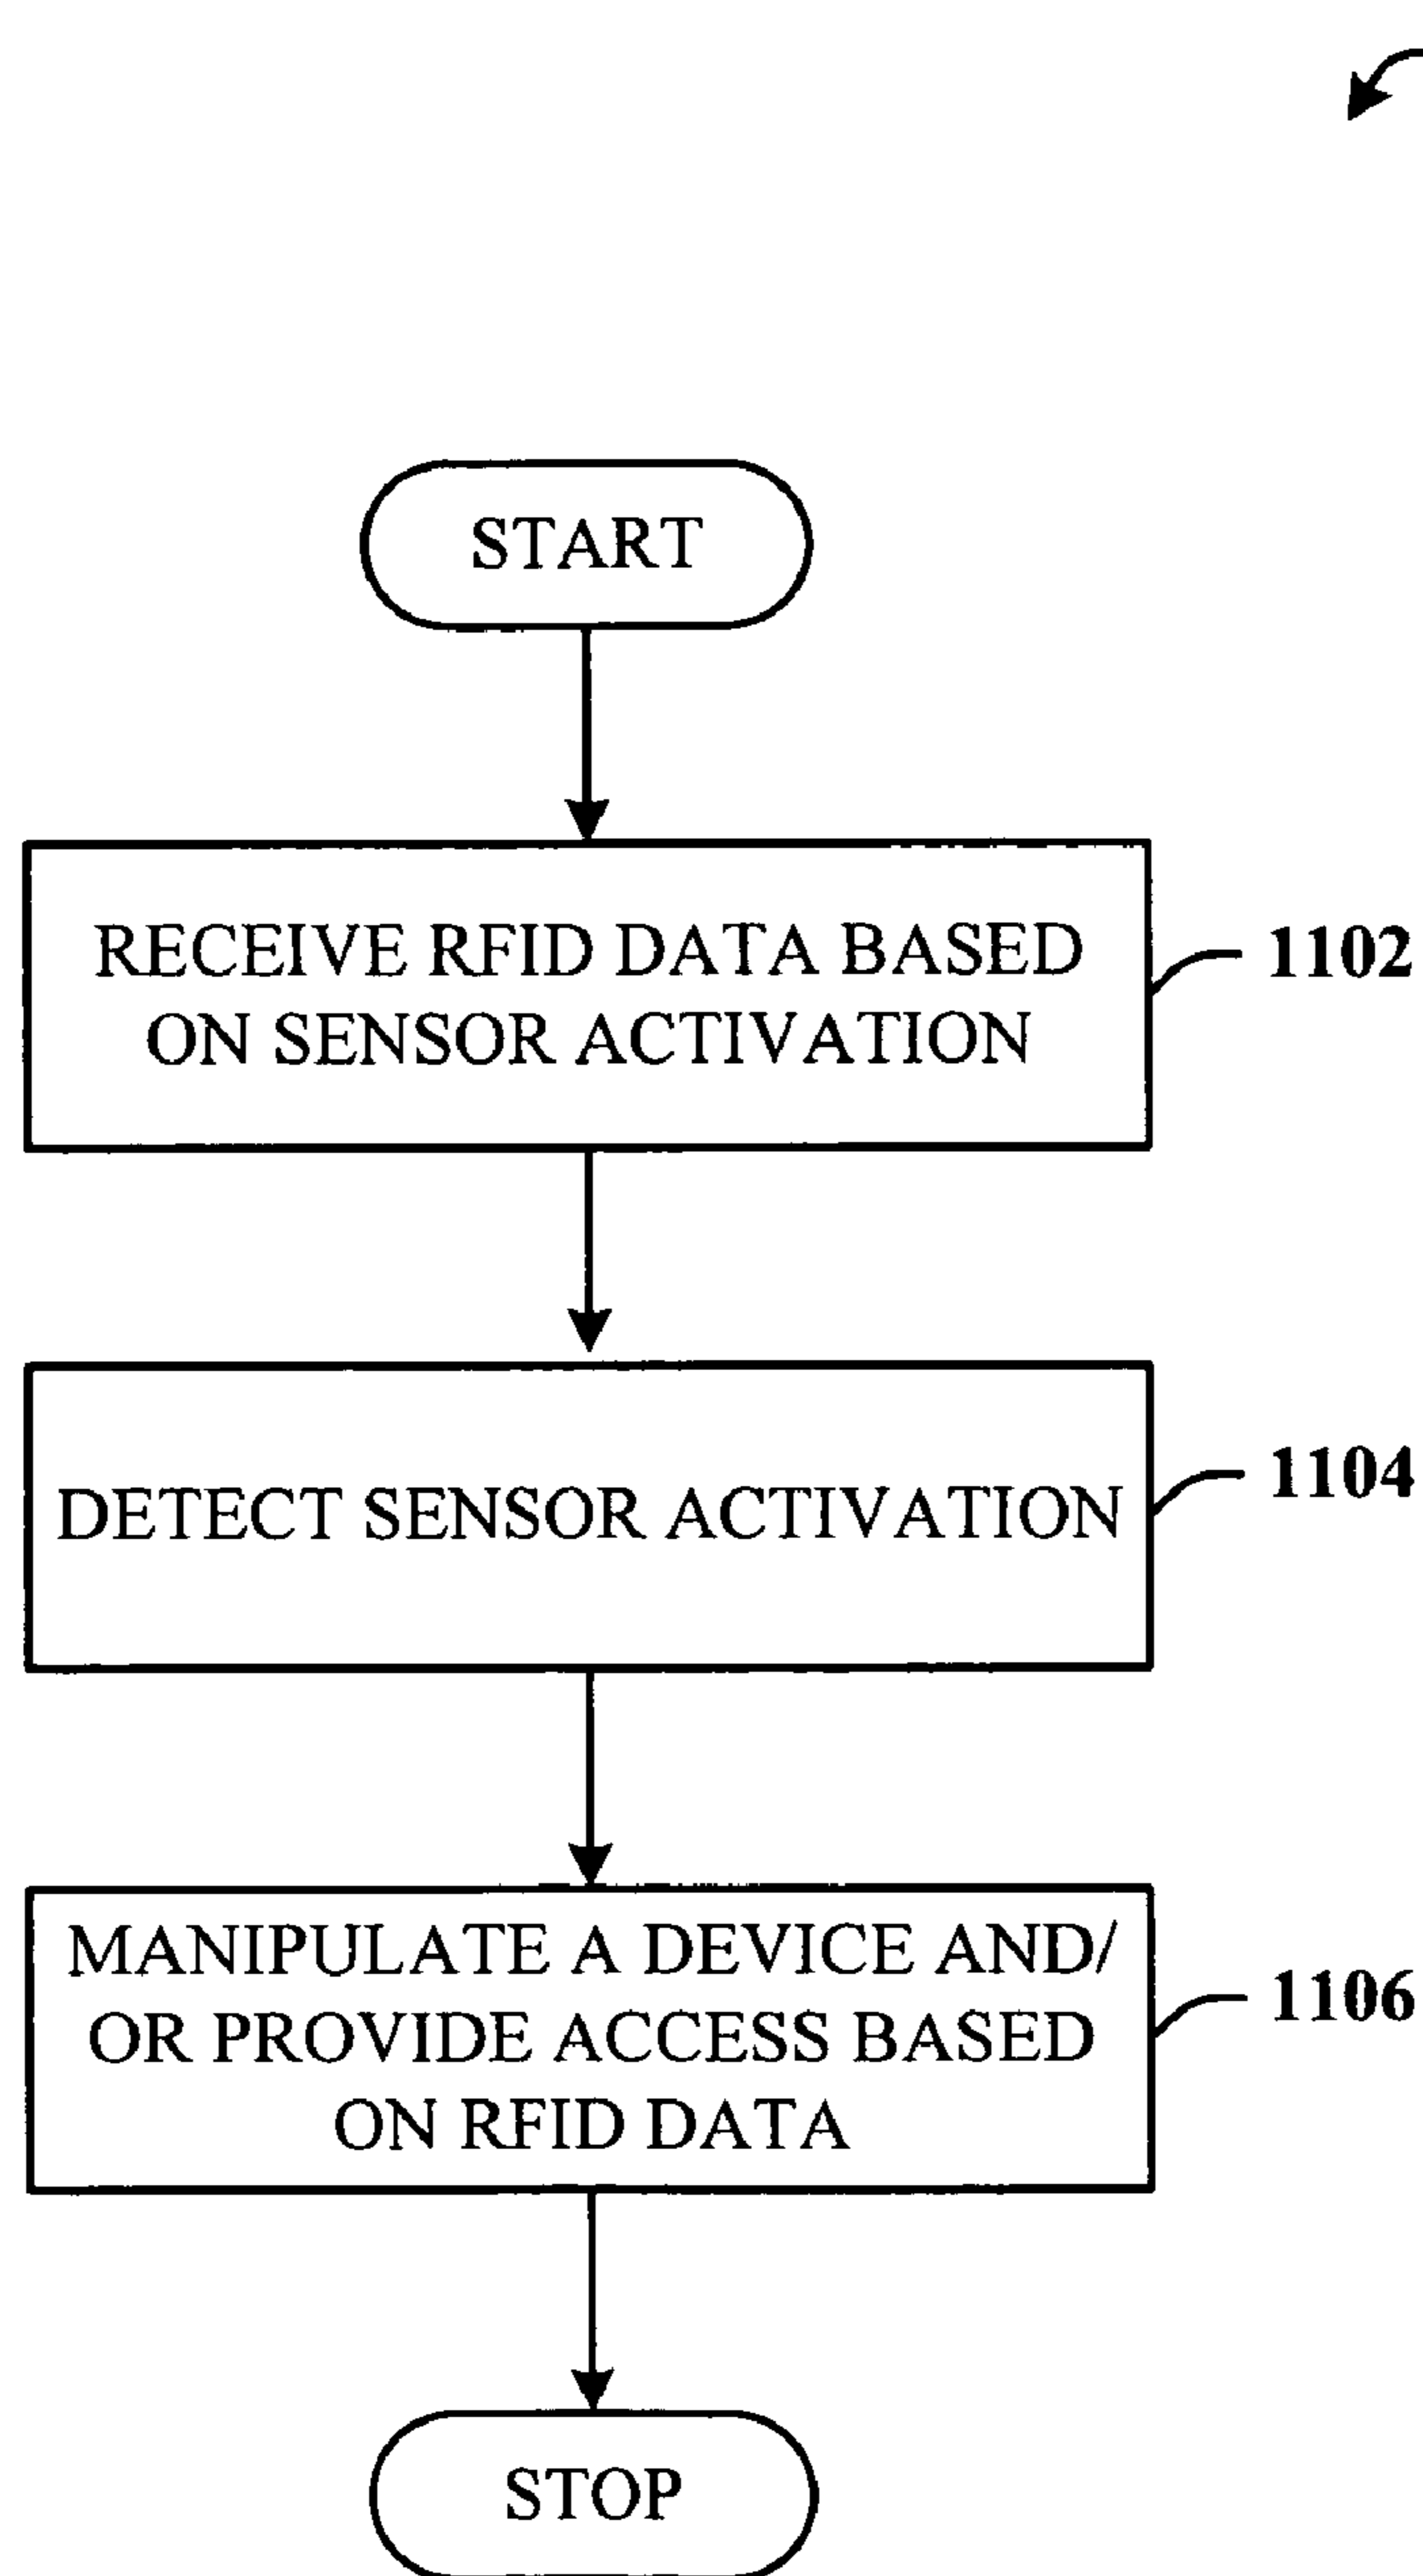 START
RECEIVE RFID DATA BASED
ON SENSOR ACTIVATION
1102
DETECT SENSOR ACTIVATION
1104
MANIPULATE A DEVICE AND/
OR PROVIDE ACCESS BASED
ON RFID DATA
1106
STOP